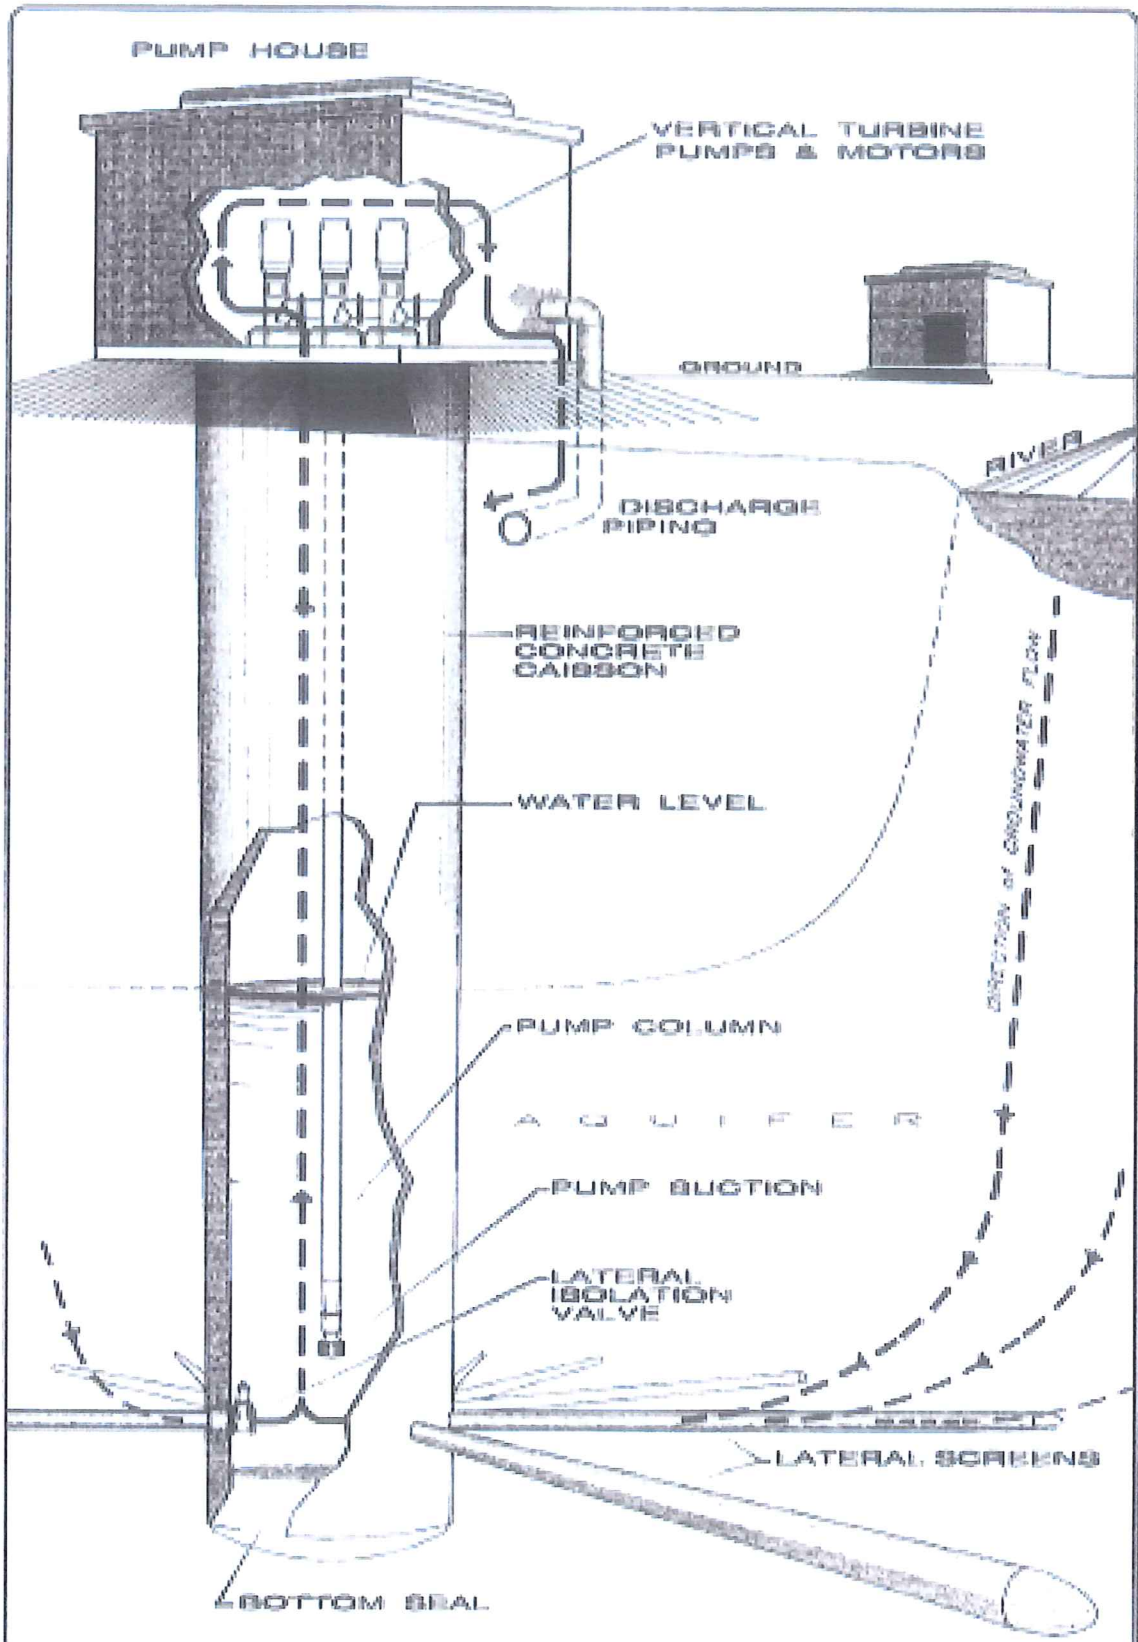 PUMP HOUSE
VERTICAL TURBINE
PUMPS & MOTORS
GROUND
RIVER
DISCHARGE
PIPING
REINFORCED
CONCRETE
CAISSON
DIRECTION of GROUNDWATER FLOW
WATER LEVEL
PUMP COLUMN
AQUIFER
PUMP SUCTION
LATERAL
ISOLATION
VALVE
LATERAL SCREENS
BOTTOM SEAL